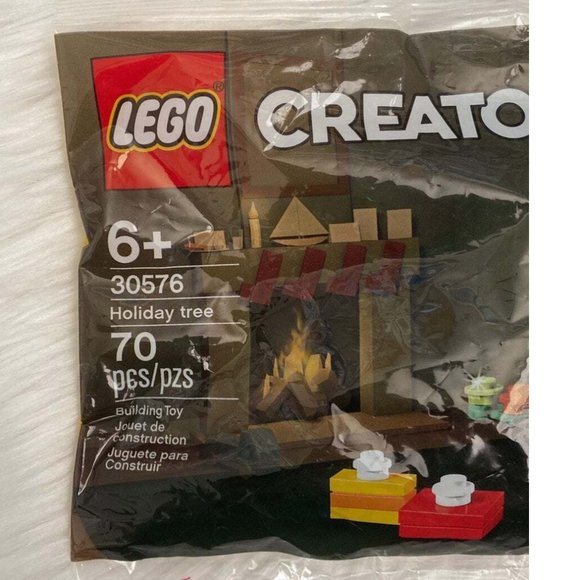 LEGO®
CREATO
6+
30576
Holiday tree
70
pcs/pzs
Building Toy
Jouet de
construction
Juguete para
Construir